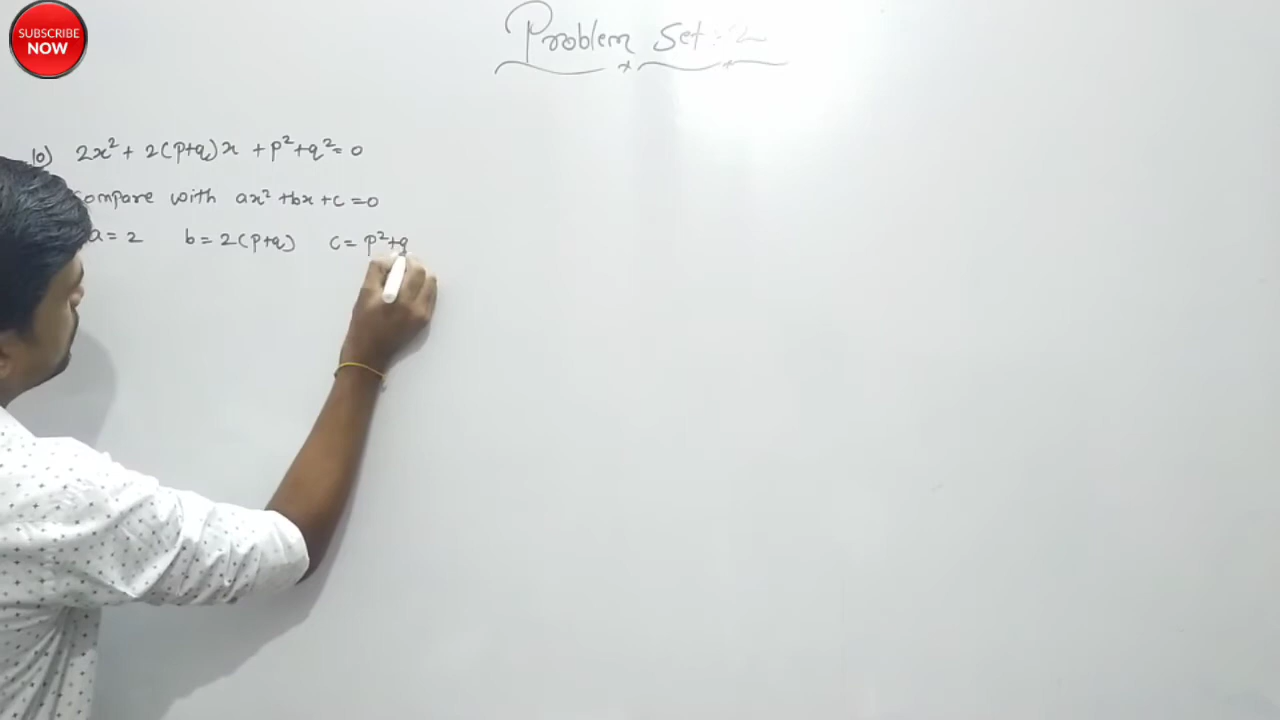 SUBSCRIBE
NOW
Problem Set - 2
10) 2x² + 2(p+q)x + p²+q²=0
compare with ax²+bx+c=0
a=2 b=2(p+q) c=p²+q